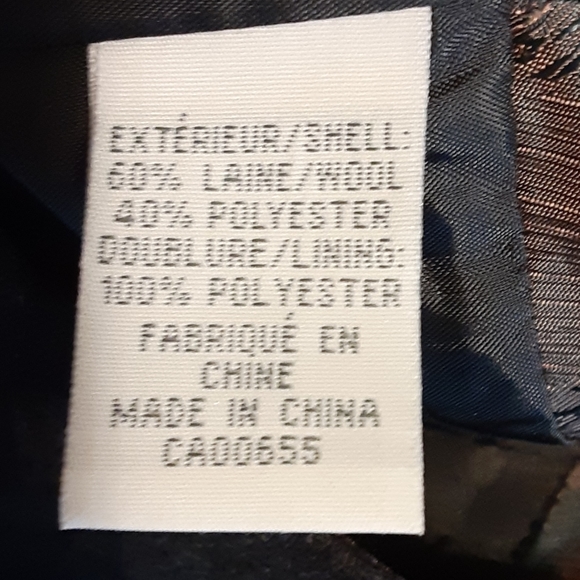 EXTÉRIEUR/SHELL:
60% LAINE/WOOL
40% POLYESTER
DOUBLURE/LINING:
100% POLYESTER
FABRIQUÉ EN
CHINE
MADE IN CHINA
CA00655